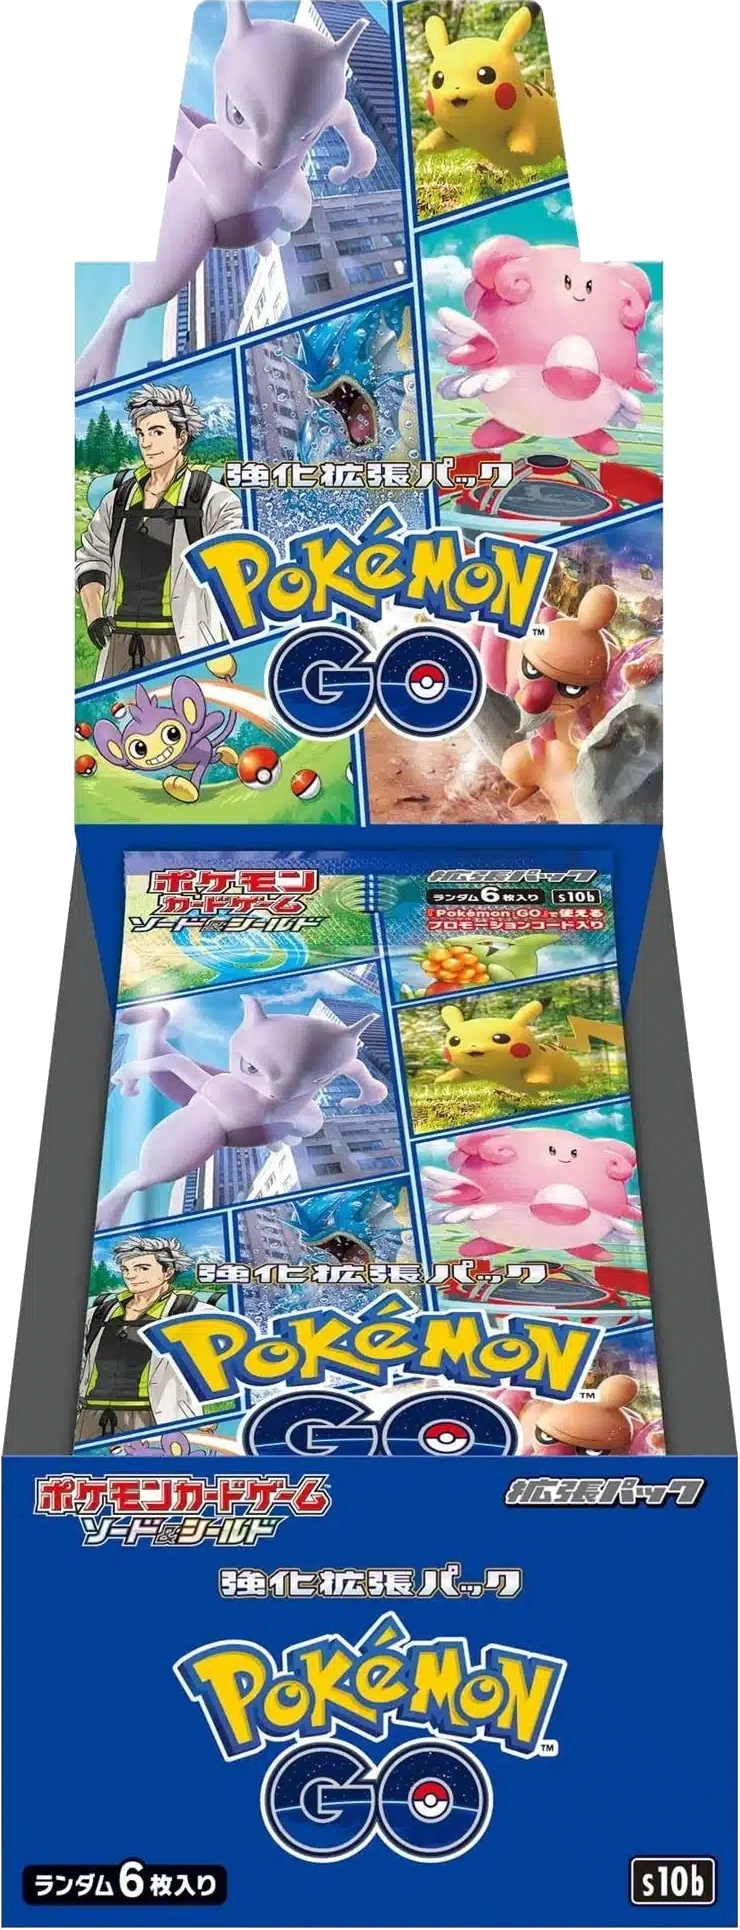 強化拡張パック
Pokémon
GO
TM
ポケモン
カードゲーム
ソード&シールド
拡張パック
ランダム6枚入り s10b
『Pokémon GO』で使える
プロモーションコード入り
強化拡張パック
Pokémon
TM
GO
ポケモンカードゲーム
ソード&シールド
拡張パック
強化拡張パック
Pokémon
TM
GO
ランダム6枚入り
s10b